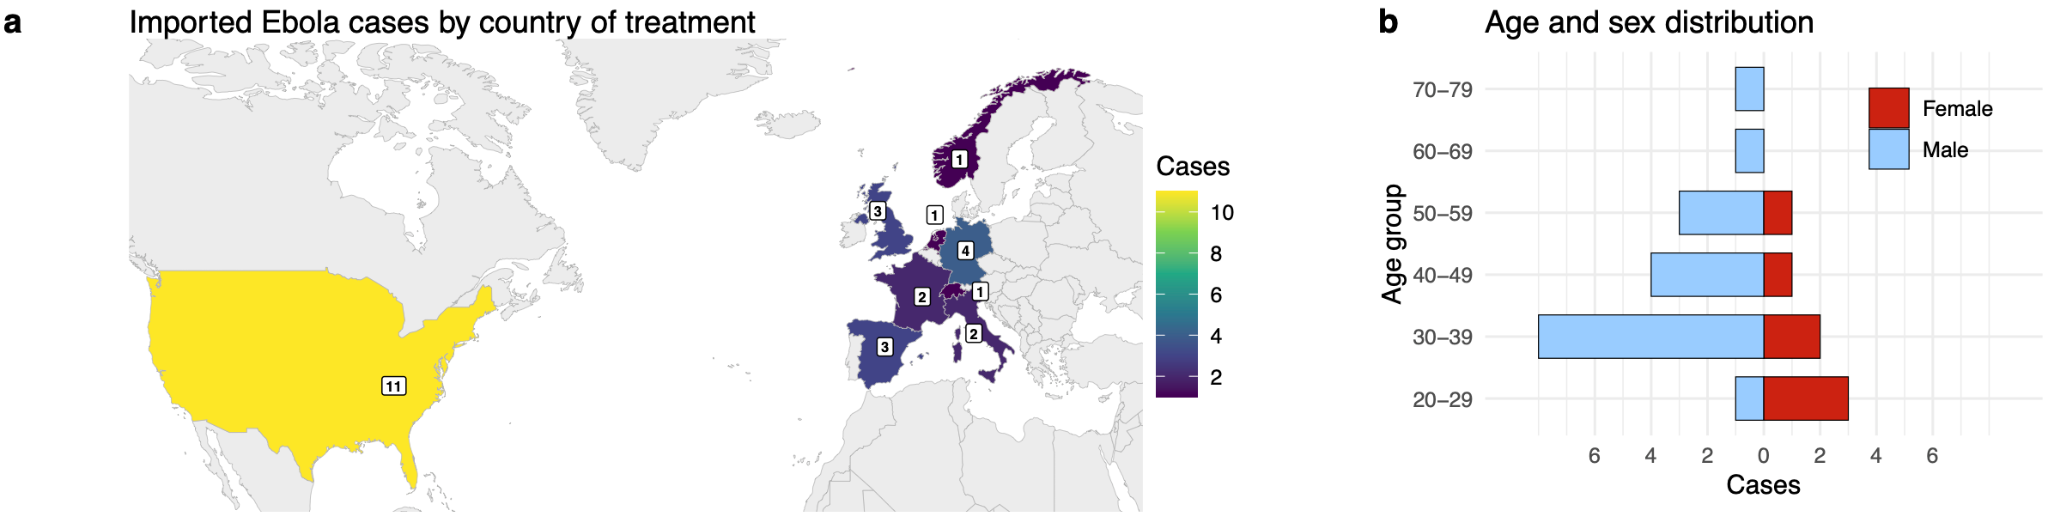 a
Imported Ebola cases by country of treatment
1
3
1
4
2
1
3
2
11
Cases
10
8
6
4
2
b
Age and sex distribution
Age group
70–79
60–69
50–59
40–49
30–39
20–29
Female
Male
6 4 2 0 2 4 6
Cases